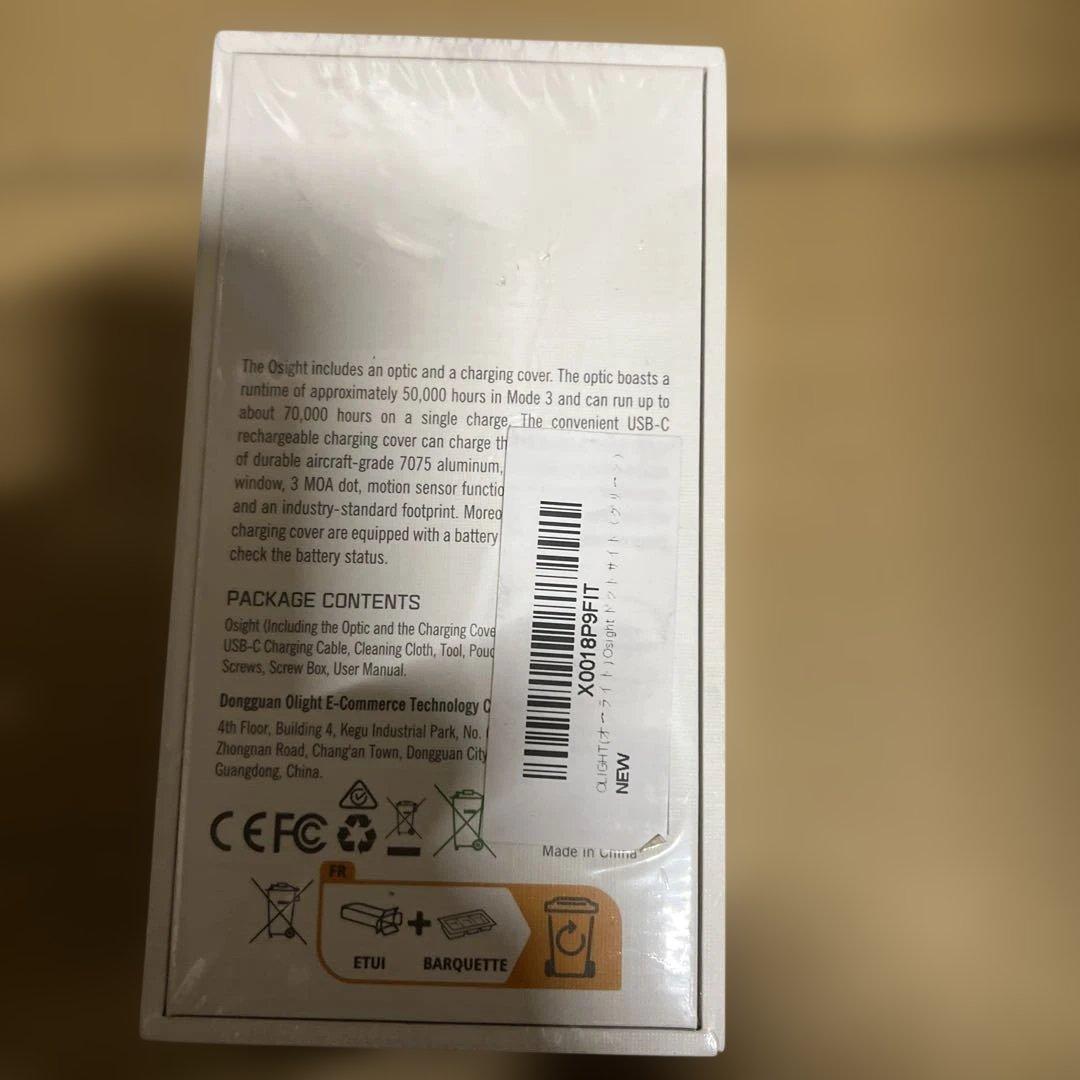 The Osight includes an optic and a charging cover. The optic boasts a
runtime of approximately 50,000 hours in Mode 3 and can run up to
about 70,000 hours on a single charge. The convenient USB-C
rechargeable charging cover can charge th
of durable aircraft-grade 7075 aluminum,
window, 3 MOA dot, motion sensor functio
and an industry-standard footprint. Moreo
charging cover are equipped with a battery
check the battery status.
PACKAGE CONTENTS
Osight (Including the Optic and the Charging Cove
USB-C Charging Cable, Cleaning Cloth, Tool, Pouc
Screws, Screw Box, User Manual.
Dongguan Olight E-Commerce Technology C
4th Floor, Building 4, Kegu Industrial Park, No.
Zhongnan Road, Chang'an Town, Dongguan City
Guangdong, China.
X0018P9FIT
OLIGHT(オーライト)Osight ドットサイト (グリーン)
NEW
CE FC
Made in China
FR
ETUI + BARQUETTE